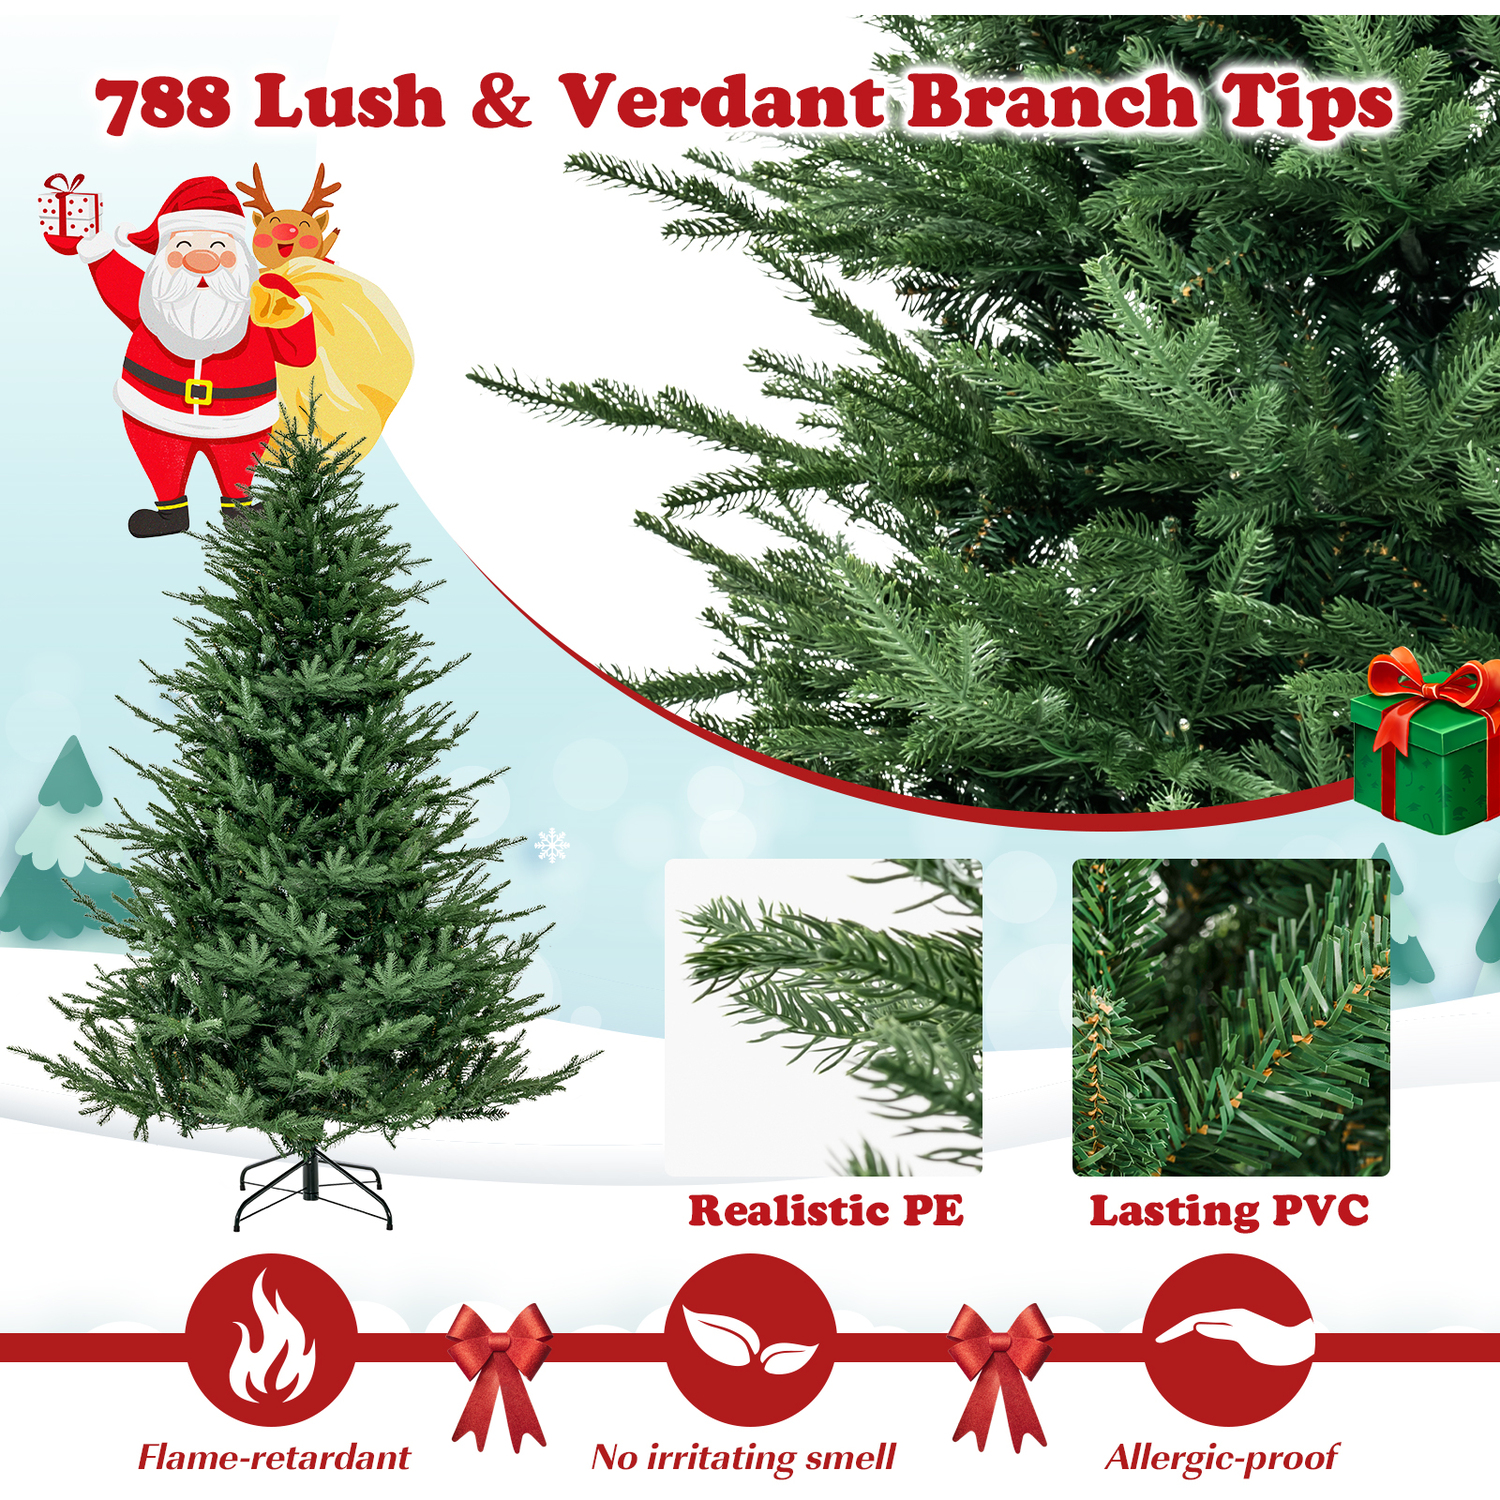 788 Lush & Verdant Branch Tips
Realistic PE
Lasting PVC
Flame-retardant
No irritating smell
Allergic-proof